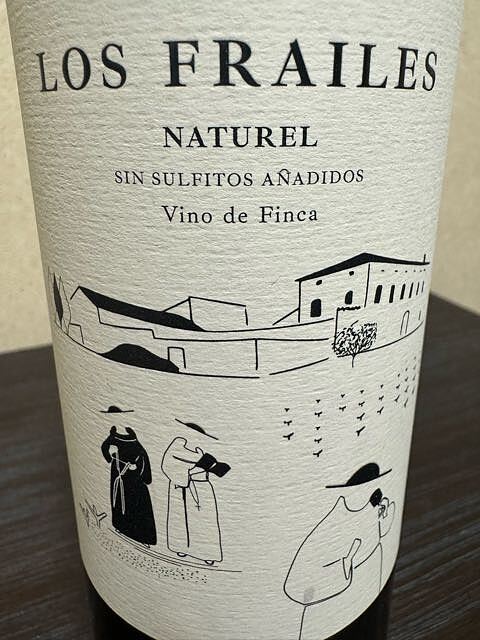 LOS FRAILES
NATUREL
SIN SULFITOS AÑADIDOS
Vino de Finca